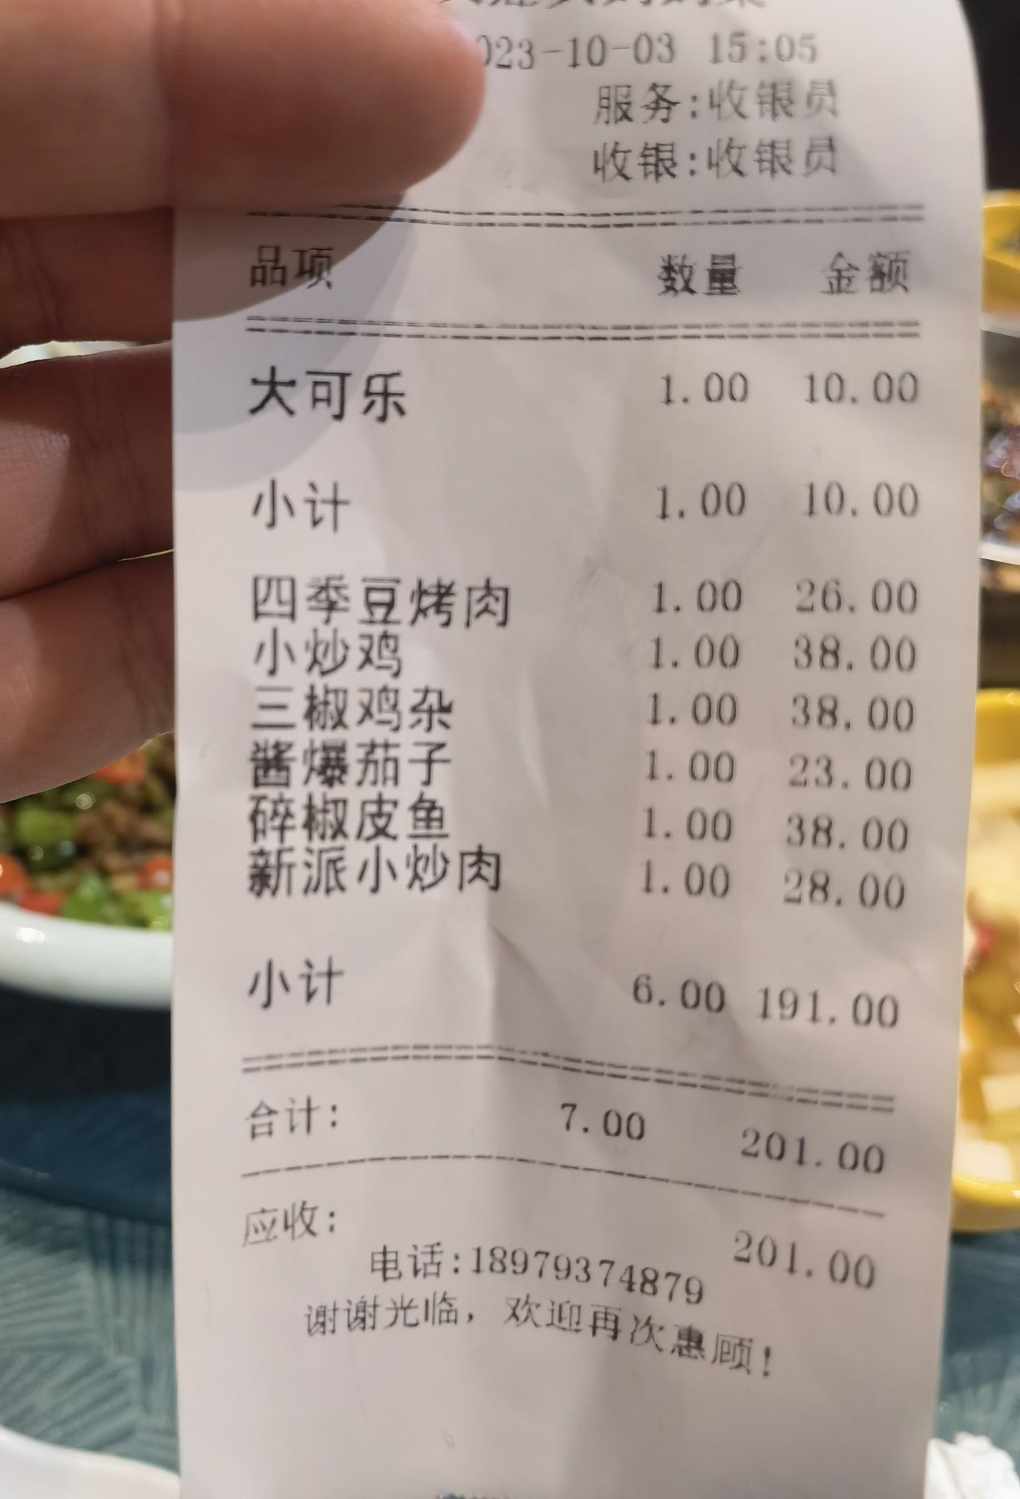 023-10-03 15:05
服务:收银员
收银:收银员
品项 数量 金额
大可乐 1.00 10.00
小计 1.00 10.00
四季豆烤肉 1.00 26.00
小炒鸡 1.00 38.00
三椒鸡杂 1.00 38.00
酱爆茄子 1.00 23.00
碎椒皮鱼 1.00 38.00
新派小炒肉 1.00 28.00
小计 6.00 191.00
合计: 7.00 201.00
应收: 201.00
电话:18979374879
谢谢光临，欢迎再次惠顾!